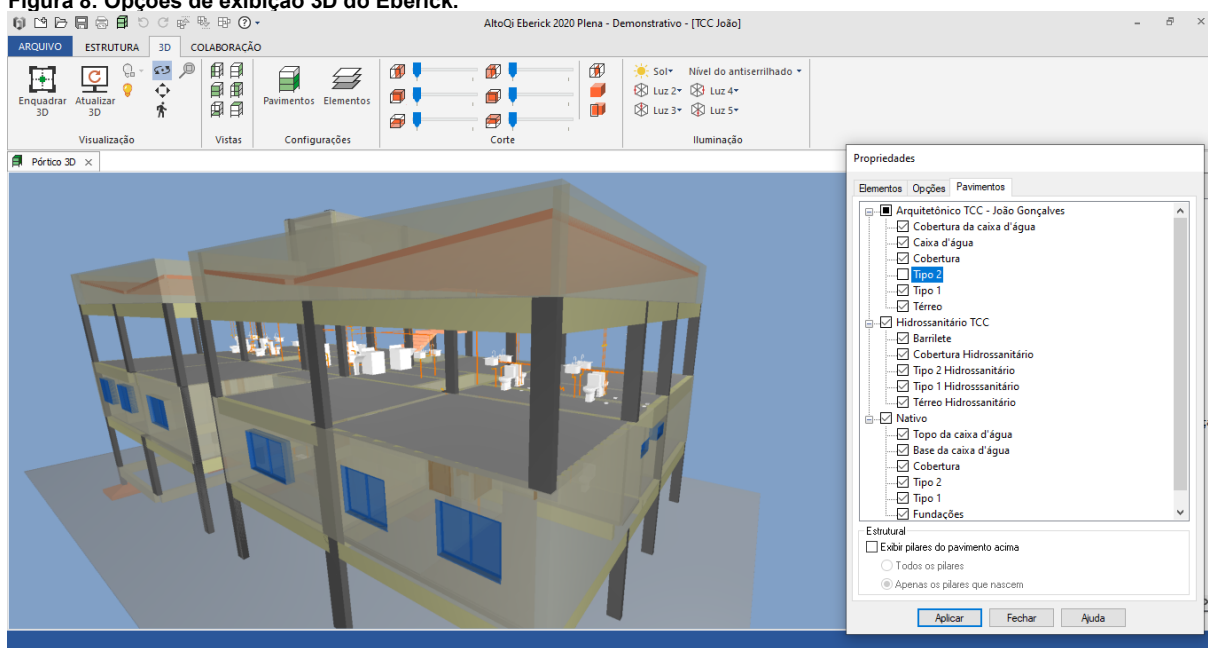 Figura 8: Opções de exibição 3D do Eberick.
AltoQi Eberick 2020 Plena - Demonstrativo - [TCC João]
ARQUIVO ESTRUTURA 3D COLABORAÇÃO
Enquadrar 3D
Atualizar 3D
Visualização
Vistas
Pavimentos Elementos
Configurações
Corte
Sol Nível do antiserrilhado
Luz 2 Luz 4
Luz 3 Luz 5
Iluminação
Pórtico 3D
Propriedades
Elementos Opções Pavimentos
Arquitetônico TCC - João Gonçalves
Cobertura da caixa d'água
Caixa d'água
Cobertura
Tipo 2
Tipo 1
Térreo
Hidrossanitário TCC
Barrilete
Cobertura Hidrossanitário
Tipo 2 Hidrossanitário
Tipo 1 Hidrosssanitário
Térreo Hidrossanitário
Nativo
Topo da caixa d'água
Base da caixa d'água
Cobertura
Tipo 2
Tipo 1
Fundações
Estrutural
Exibir pilares do pavimento acima
Todos os pilares
Apenas os pilares que nascem
Aplicar Fechar Ajuda